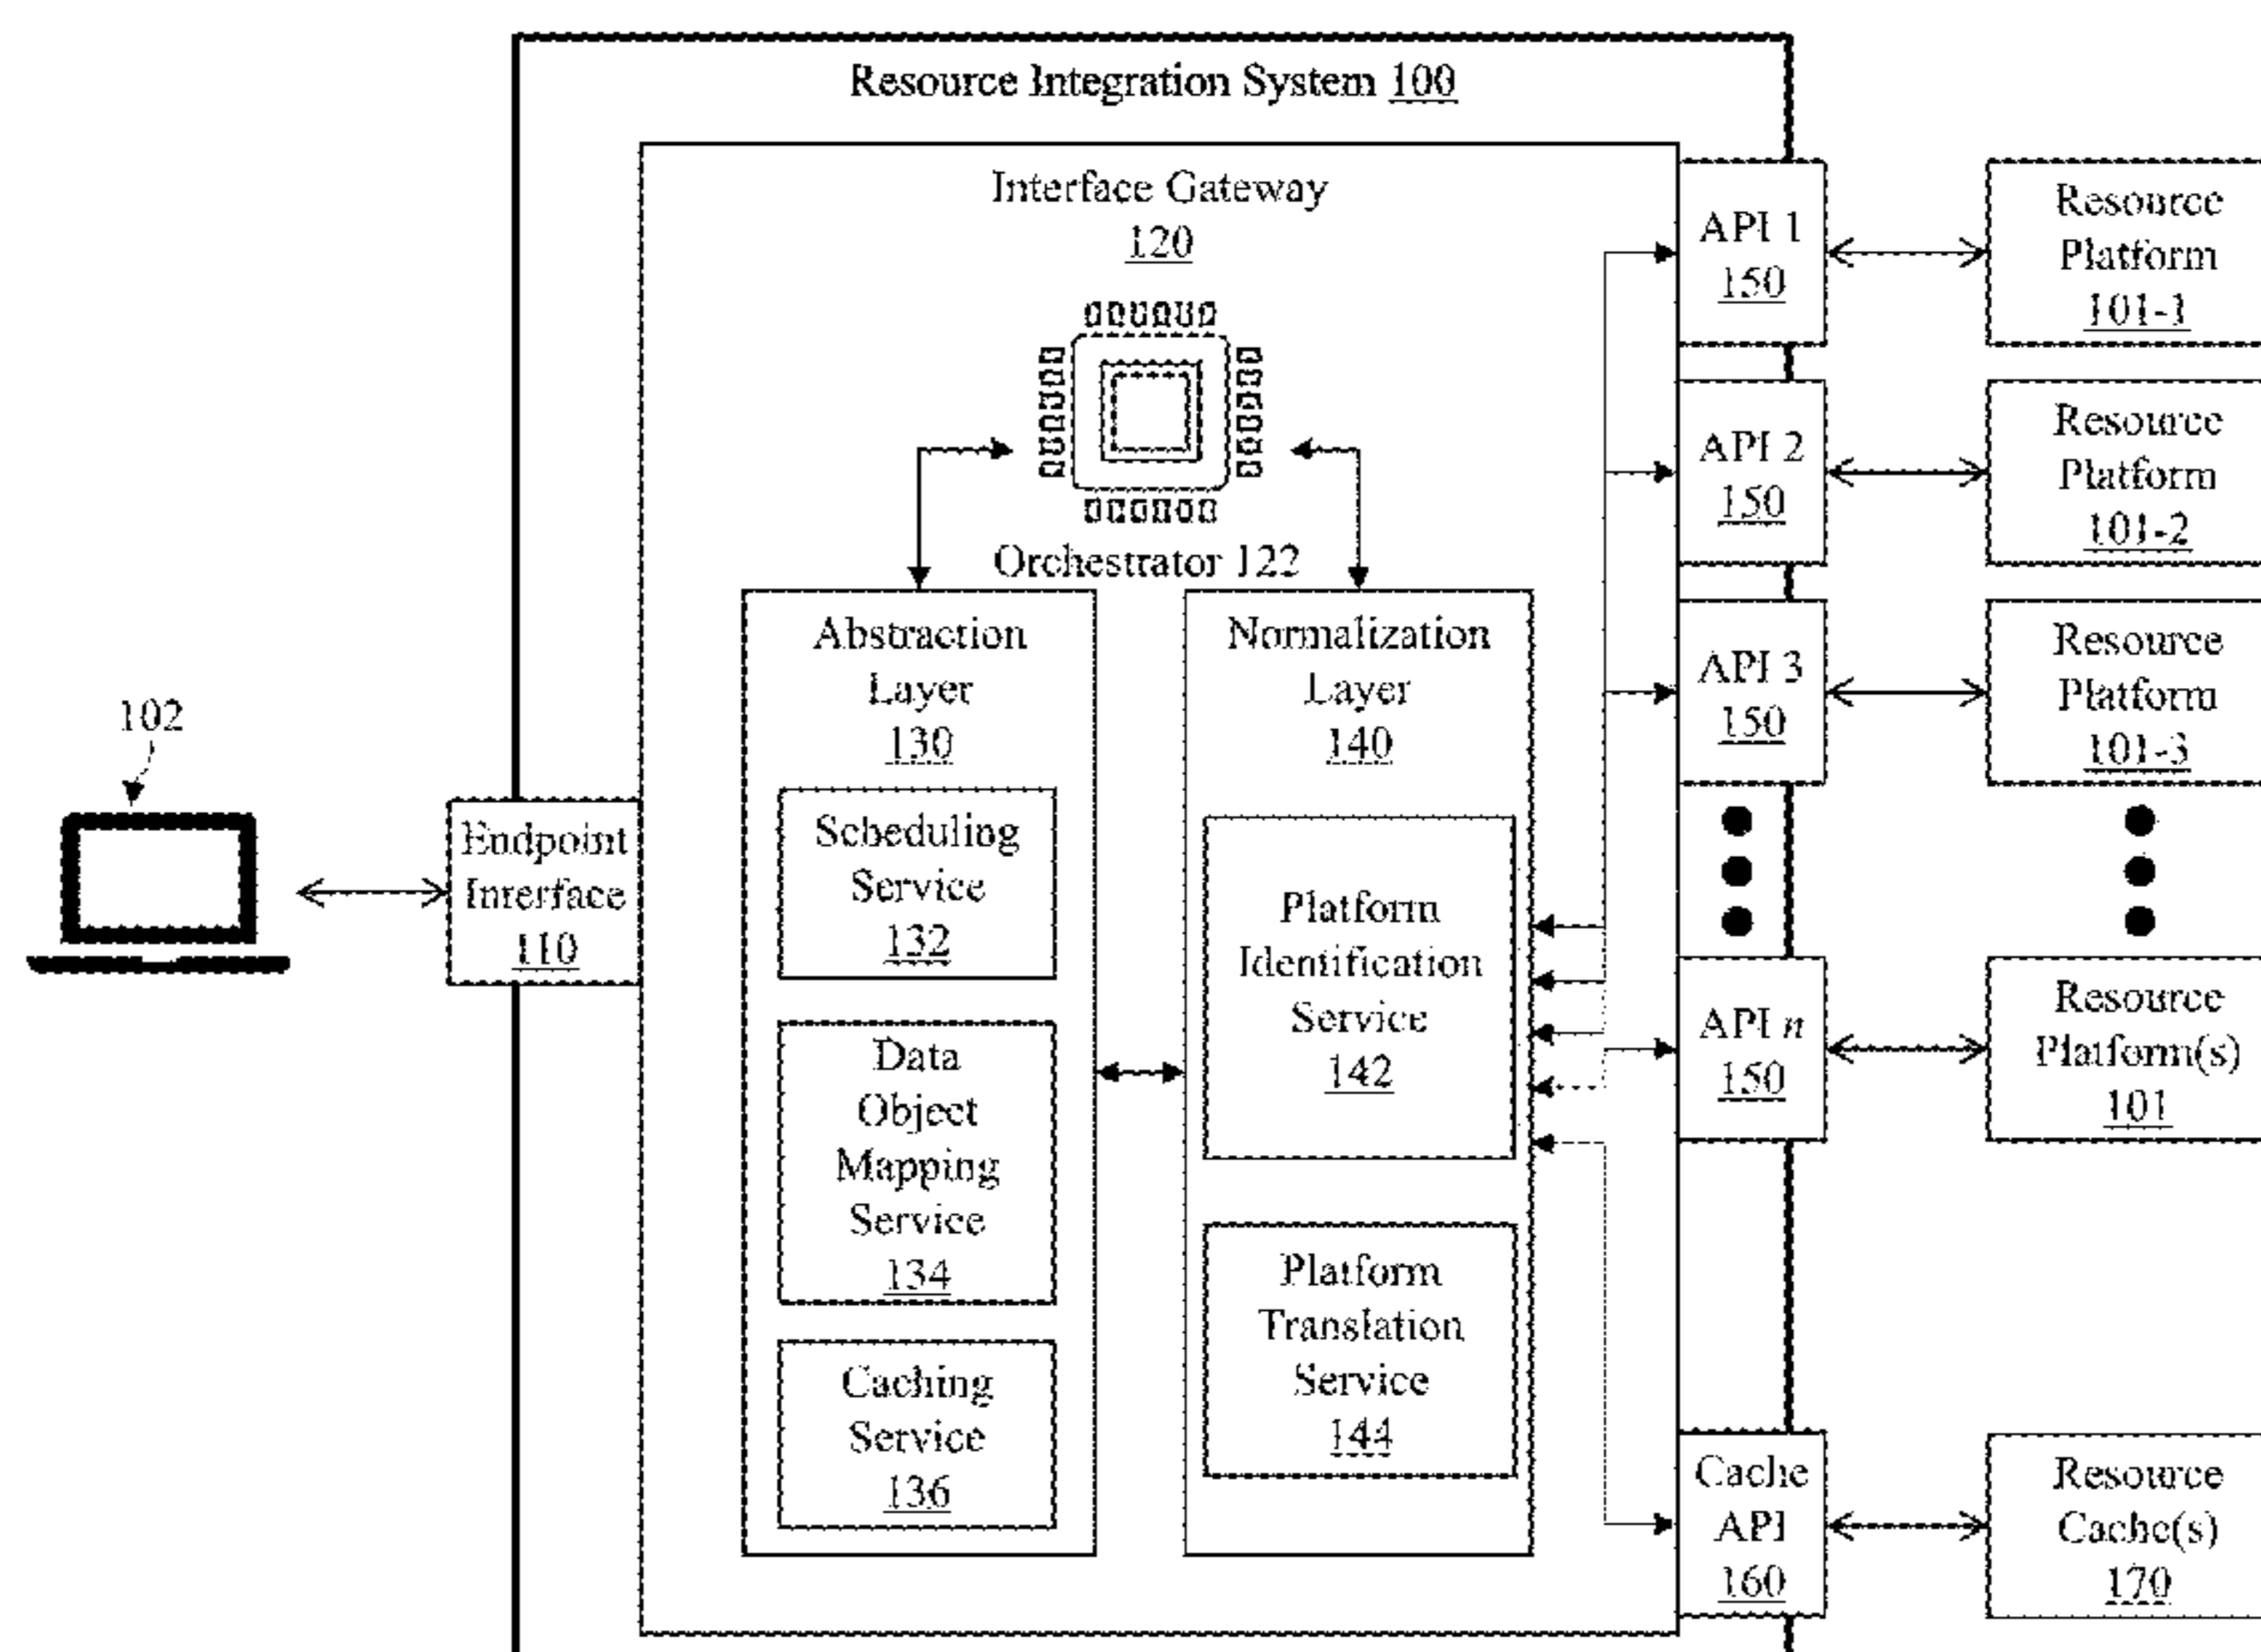 Resource Integration System 100
Interface Gateway
120
Orchestrator 122
102
Endpoint
Interface
110
Abstraction
Layer
130
Scheduling
Service
132
Data
Object
Mapping
Service
134
Caching
Service
136
Normalization
Layer
140
Platform
Identification
Service
142
Platform
Translation
Service
144
API 1
150
API 2
150
API 3
150
API n
150
Cache
API
160
Resource
Platform
101-1
Resource
Platform
101-2
Resource
Platform
101-3
Resource
Platform(s)
101
Resource
Cache(s)
170